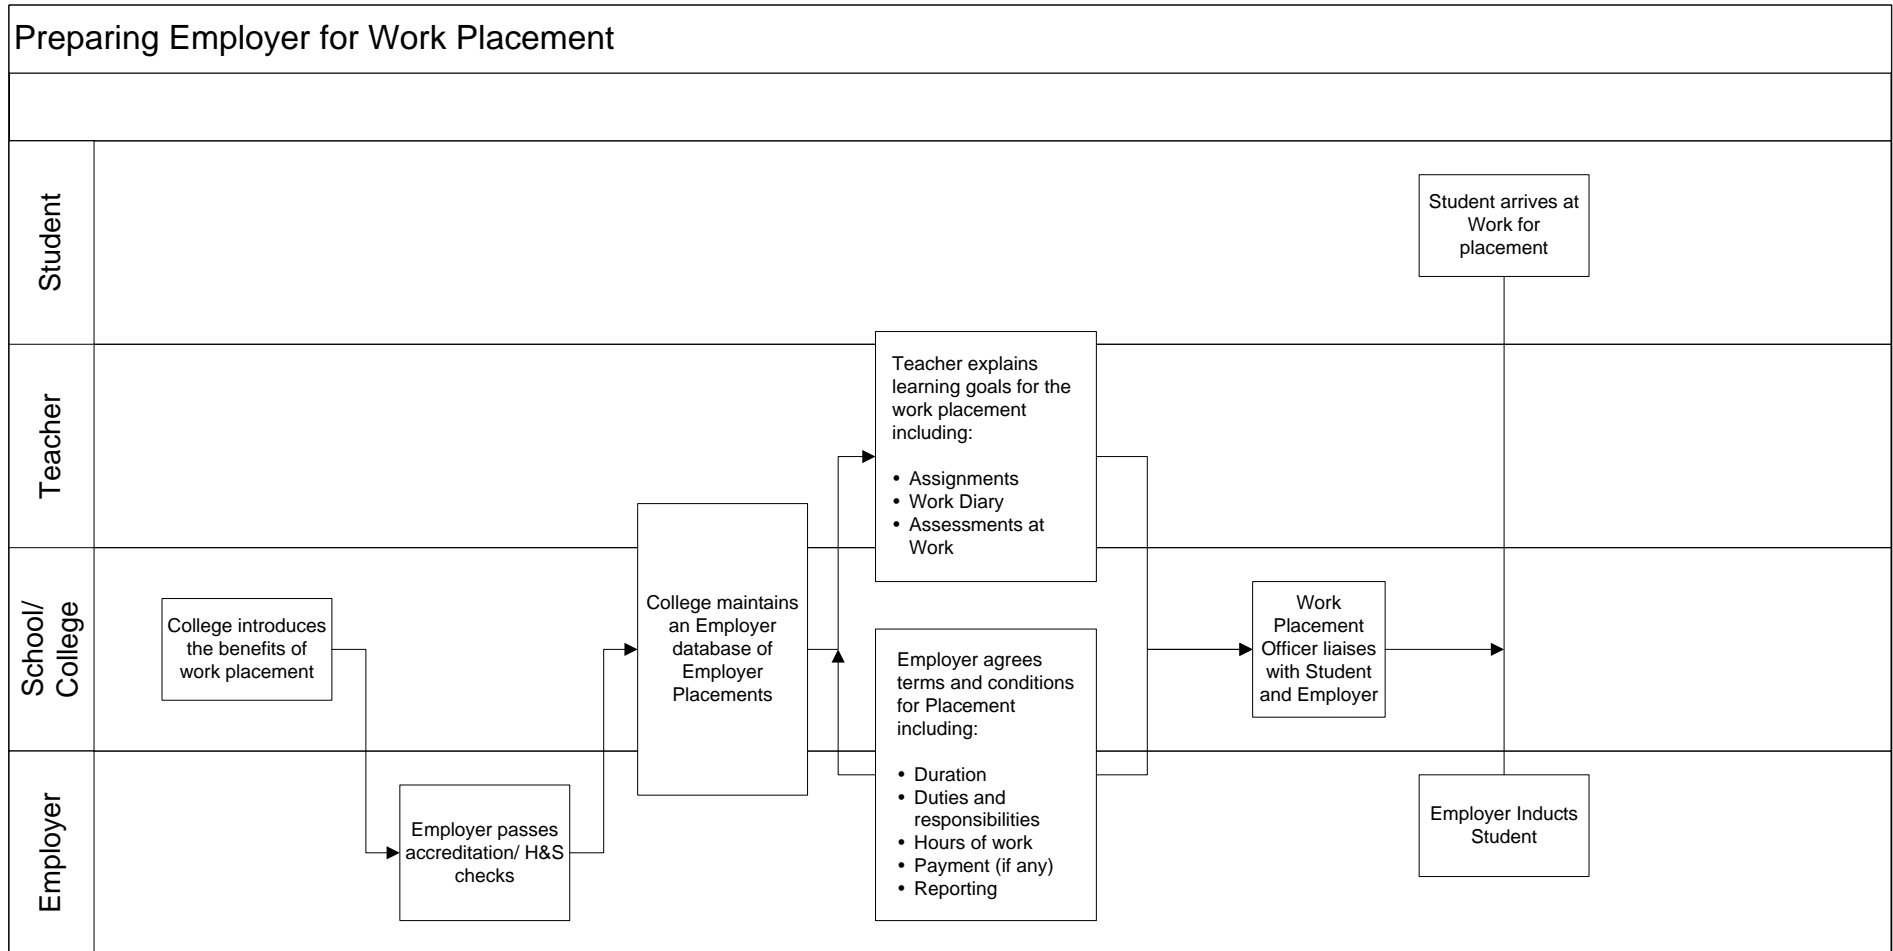 Preparing Employer for Work Placement
Student
Student arrives at
Work for
placement
Teacher
Teacher explains
learning goals for the
work placement
including:
• Assignments
• Work Diary
• Assessments at
Work
School/
College
College introduces
the benefits of
work placement
College maintains
an Employer
database of
Employer
Placements
Employer agrees
terms and conditions
for Placement
including:
• Duration
• Duties and
responsibilities
• Hours of work
• Payment (if any)
• Reporting
Work
Placement
Officer liaises
with Student
and Employer
Employer
Employer passes
accreditation/ H&S
checks
Employer Inducts
Student